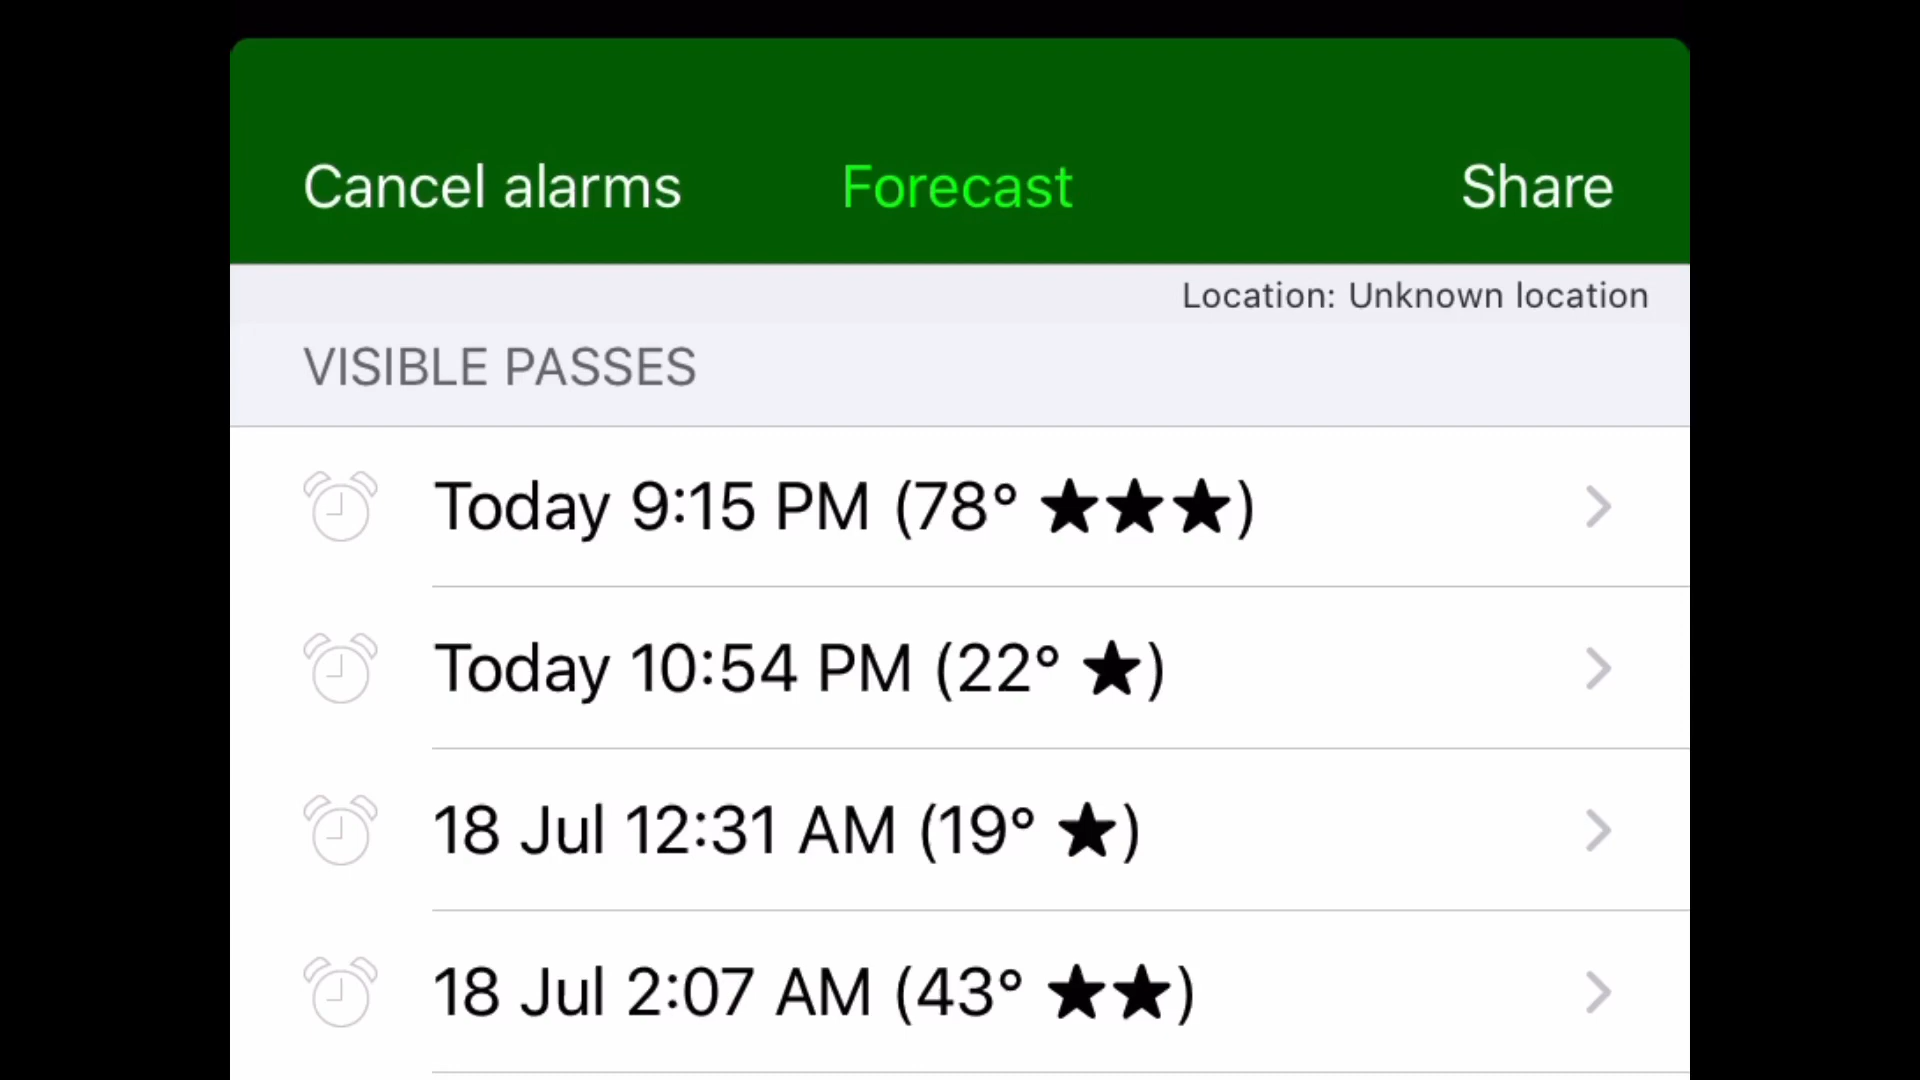 Cancel alarms Forecast Share
Location: Unknown location
VISIBLE PASSES
Today 9:15 PM (78° ★★★)
Today 10:54 PM (22° ★)
18 Jul 12:31 AM (19° ★)
18 Jul 2:07 AM (43° ★★)